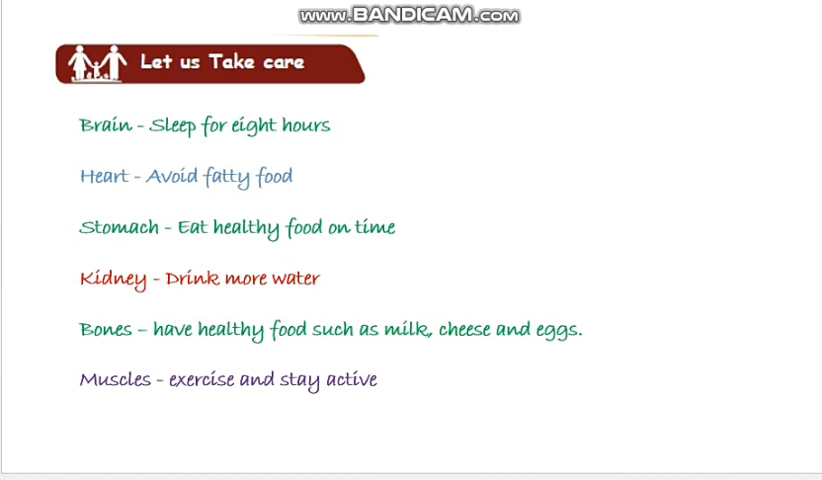 www.BANDICAM.com
Let us Take care
Brain - Sleep for eight hours
Heart - Avoid fatty food
Stomach - Eat healthy food on time
Kidney - Drink more water
Bones – have healthy food such as milk, cheese and eggs.
Muscles - exercise and stay active